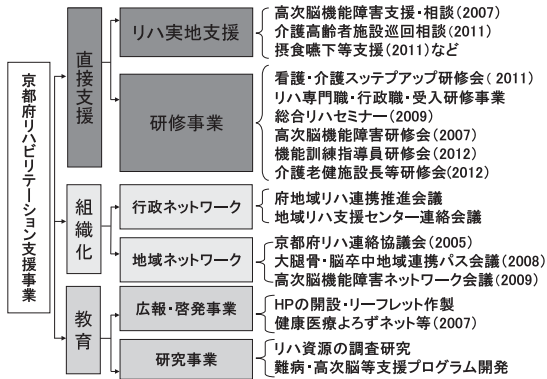 京都府リハビリテーション支援事業
直接支援
リハ実地支援
高次脳機能障害支援・相談(2007)
介護高齢者施設巡回相談(2011)
摂食嚥下等支援(2011)など
研修事業
看護・介護スッテプアップ研修会(2011)
リハ専門職・行政職・受入研修事業
総合リハセミナー(2009)
高次脳機能障害研修会(2007)
機能訓練指導員研修会(2012)
介護老健施設長等研修会(2012)
組織化
行政ネットワーク
府地域リハ連携推進会議
地域リハ支援センター連絡会議
地域ネットワーク
京都府リハ連絡協議会(2005)
大腿骨・脳卒中地域連携パス会議(2008)
高次脳機能障害ネットワーク会議(2009)
教育
広報・啓発事業
HPの開設・リーフレット作製
健康医療よろずネット等(2007)
研究事業
リハ資源の調査研究
難病・高次脳等支援プログラム開発